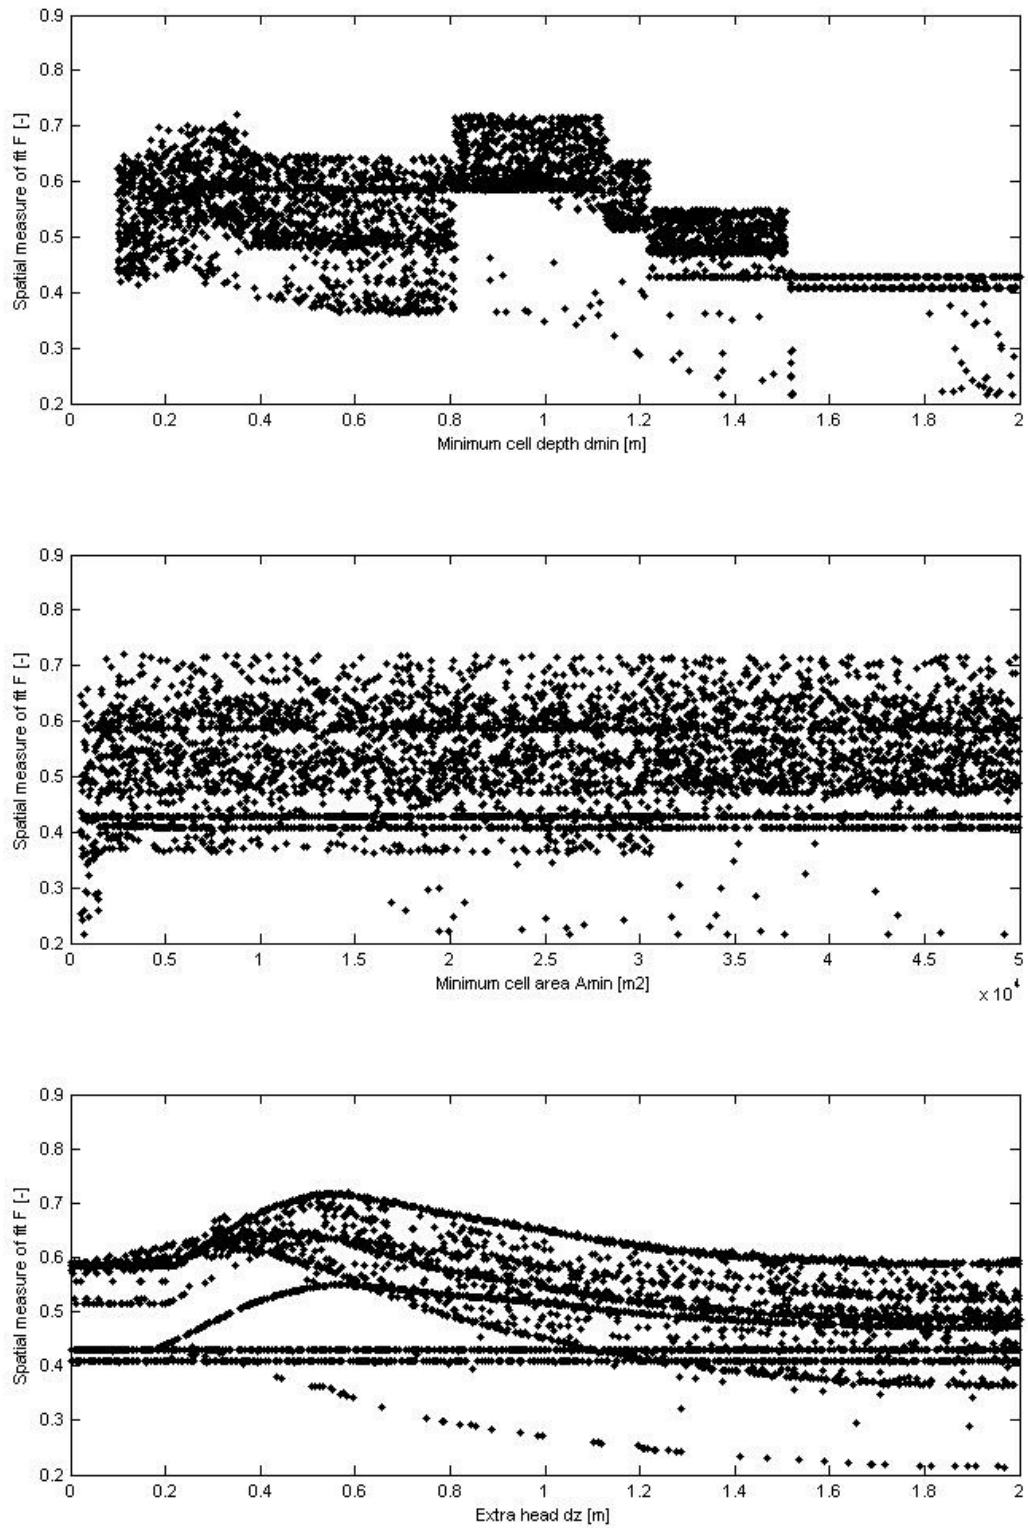 0.9
0.8
0.7
0.6
0.5
0.4
0.3
0.2
Spatial measure of fit F [-]
0 0.2 0.4 0.6 0.8 1 1.2 1.4 1.6 1.8 2
Minimum cell depth dmin [m]
0.9
0.8
0.7
0.6
0.5
0.4
0.3
0.2
Spatial measure of fit F [-]
0 0.5 1 1.5 2 2.5 3 3.5 4 4.5 5
Minimum cell area Amin [m2]
x 10⁴
0.9
0.8
0.7
0.6
0.5
0.4
0.3
0.2
Spatial measure of fit F [-]
0 0.2 0.4 0.6 0.8 1 1.2 1.4 1.6 1.8 2
Extra head dz [m]